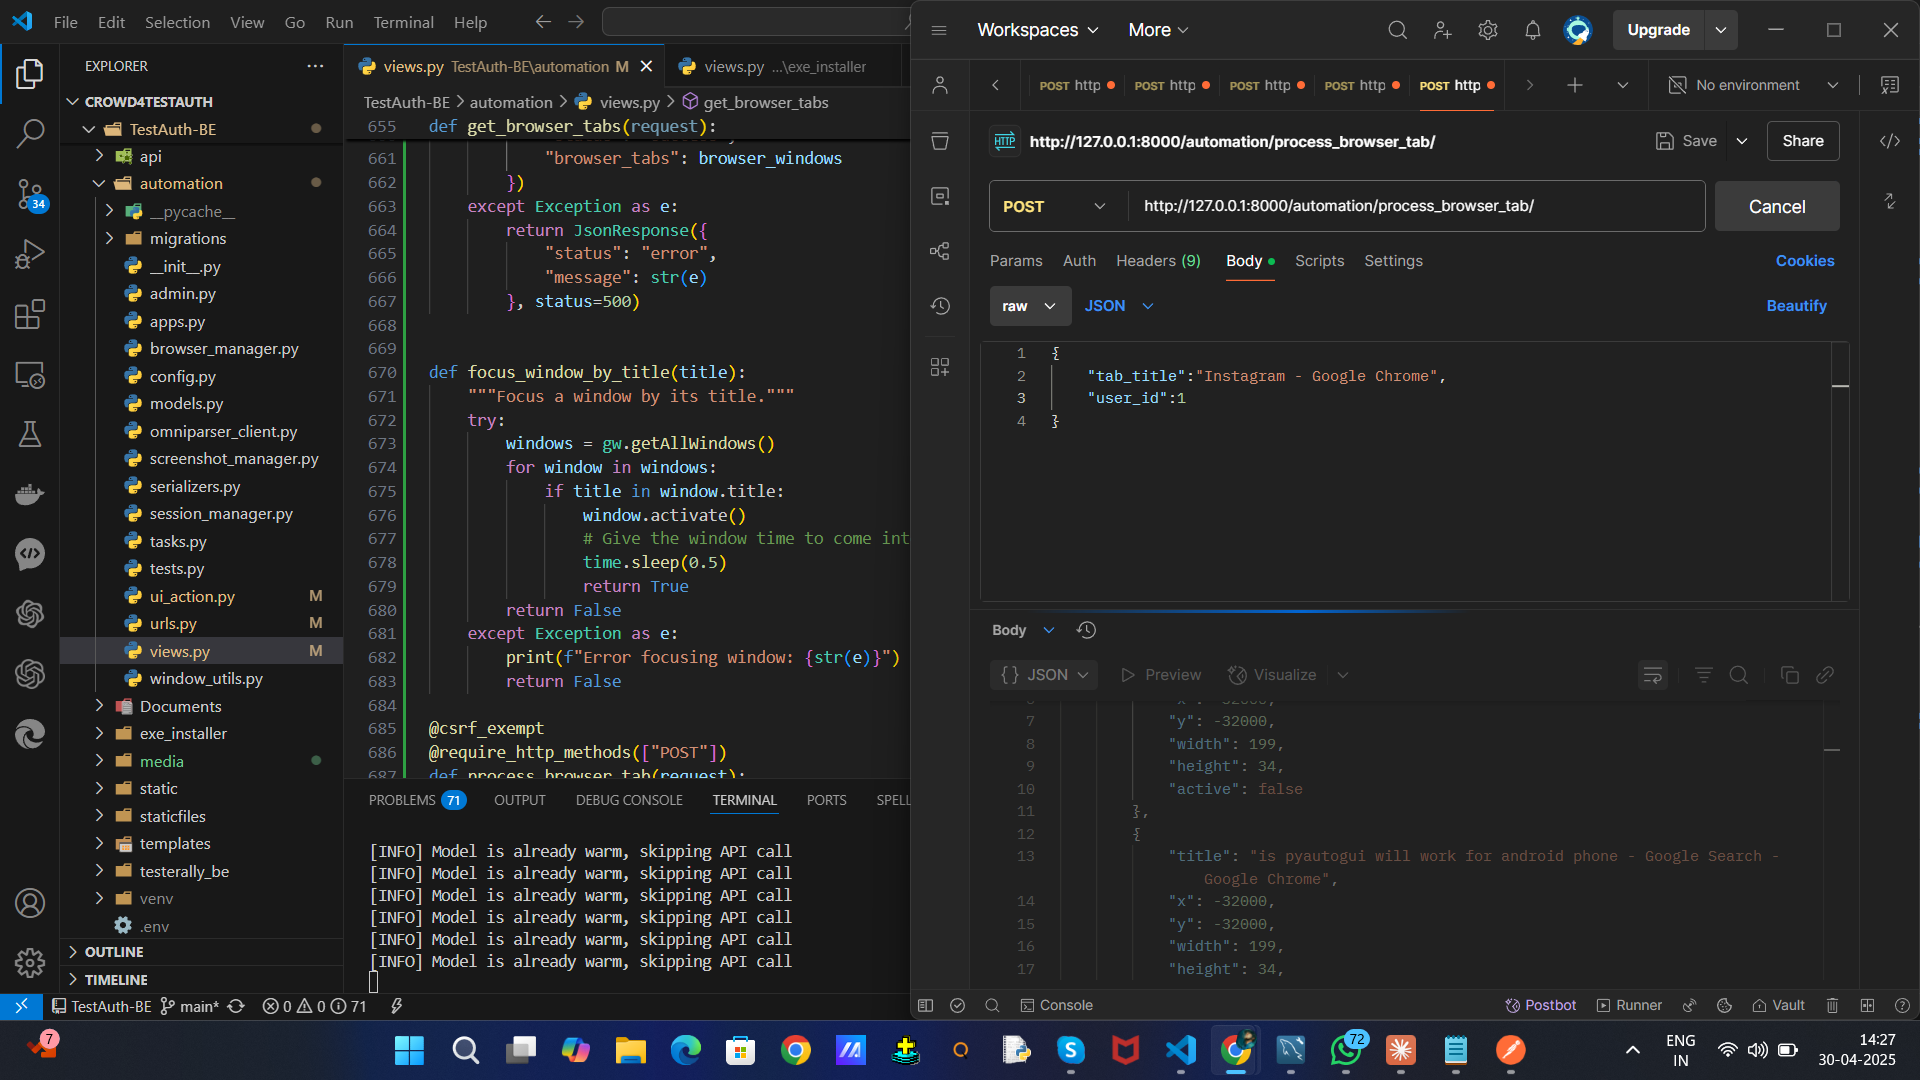 File Edit Selection View Go Run Terminal Help
EXPLORER
CROWD4TESTAUTH
TestAuth-BE
api
automation
__pycache__
migrations
__init__.py
admin.py
apps.py
browser_manager.py
config.py
models.py
omniparser_client.py
screenshot_manager.py
serializers.py
session_manager.py
tasks.py
tests.py
ui_action.py M
urls.py M
views.py M
window_utils.py
Documents
exe_installer
media
static
staticfiles
templates
testerally_be
venv
.env
OUTLINE
TIMELINE
34
views.py TestAuth-BE\automation M
views.py ...\exe_installer
TestAuth-BE > automation > views.py > get_browser_tabs
655 def get_browser_tabs(request):
661 "browser_tabs": browser_windows
662 })
663 except Exception as e:
664 return JsonResponse({
665 "status": "error",
666 "message": str(e)
667 }, status=500)
668
669
670 def focus_window_by_title(title):
671 """Focus a window by its title."""
672 try:
673 windows = gw.getAllWindows()
674 for window in windows:
675 if title in window.title:
676 window.activate()
677 # Give the window time to come int
678 time.sleep(0.5)
679 return True
680 return False
681 except Exception as e:
682 print(f"Error focusing window: {str(e)}")
683 return False
684
685 @csrf_exempt
686 @require_http_methods(["POST"])
687 def process_browser_tab(request):
PROBLEMS 71 OUTPUT DEBUG CONSOLE TERMINAL PORTS SPELL
[INFO] Model is already warm, skipping API call
[INFO] Model is already warm, skipping API call
[INFO] Model is already warm, skipping API call
[INFO] Model is already warm, skipping API call
[INFO] Model is already warm, skipping API call
[INFO] Model is already warm, skipping API call
TestAuth-BE main* 0 0 71
Workspaces More Upgrade
POST http POST http POST http POST http POST http No environment
HTTP http://127.0.0.1:8000/automation/process_browser_tab/ Save Share
POST http://127.0.0.1:8000/automation/process_browser_tab/ Cancel
Params Auth Headers (9) Body Scripts Settings Cookies
raw JSON Beautify
1 {
2 "tab_title":"Instagram - Google Chrome",
3 "user_id":1
4 }
Body
{} JSON Preview Visualize
6 "x": -32000,
7 "y": -32000,
8 "width": 199,
9 "height": 34,
10 "active": false
11 },
12 {
13 "title": "is pyautogui will work for android phone - Google Search -
Google Chrome",
14 "x": -32000,
15 "y": -32000,
16 "width": 199,
17 "height": 34,
Console Postbot Runner Vault
7
72
ENG
IN
14:27
30-04-2025